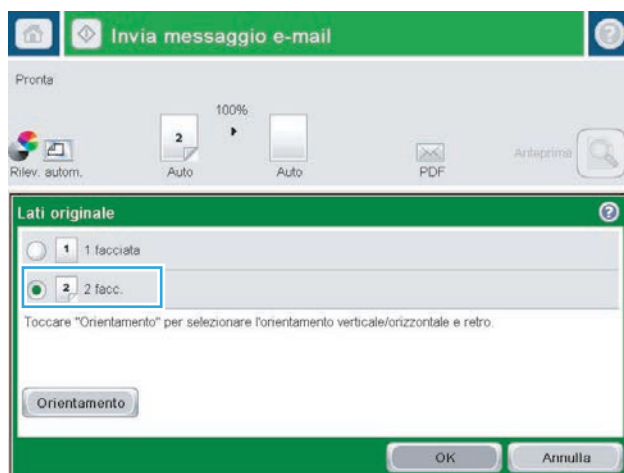 Invia messaggio e-mail
Pronta
100%
2
Rilev. autom.
Auto
Auto
PDF
Anteprima
Lati originale
1 1 facciata
2 2 facc.
Toccare "Orientamento" per selezionare l'orientamento verticale/orizzontale e retro.
Orientamento
OK Annulla